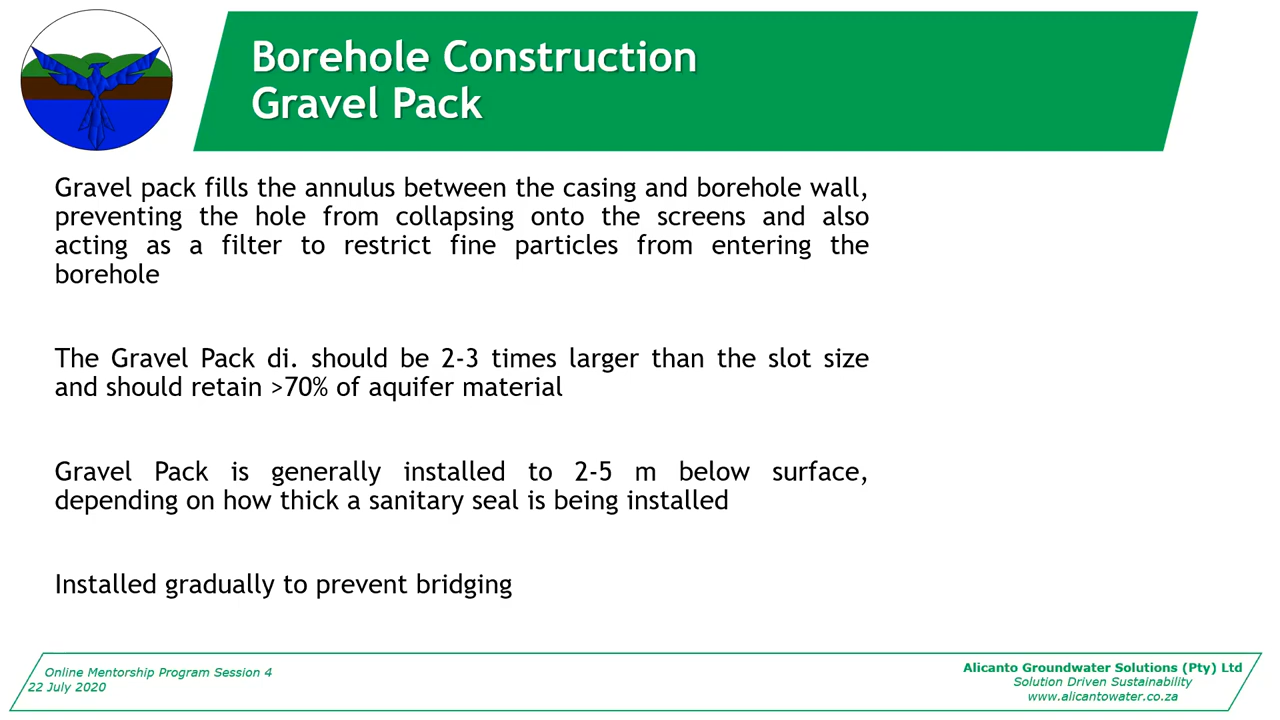 Borehole Construction
Gravel Pack
Gravel pack fills the annulus between the casing and borehole wall,
preventing the hole from collapsing onto the screens and also
acting as a filter to restrict fine particles from entering the
borehole
The Gravel Pack di. should be 2-3 times larger than the slot size
and should retain >70% of aquifer material
Gravel Pack is generally installed to 2-5 m below surface,
depending on how thick a sanitary seal is being installed
Installed gradually to prevent bridging
Online Mentorship Program Session 4
22 July 2020
Alicanto Groundwater Solutions (Pty) Ltd
Solution Driven Sustainability
www.alicantowater.co.za